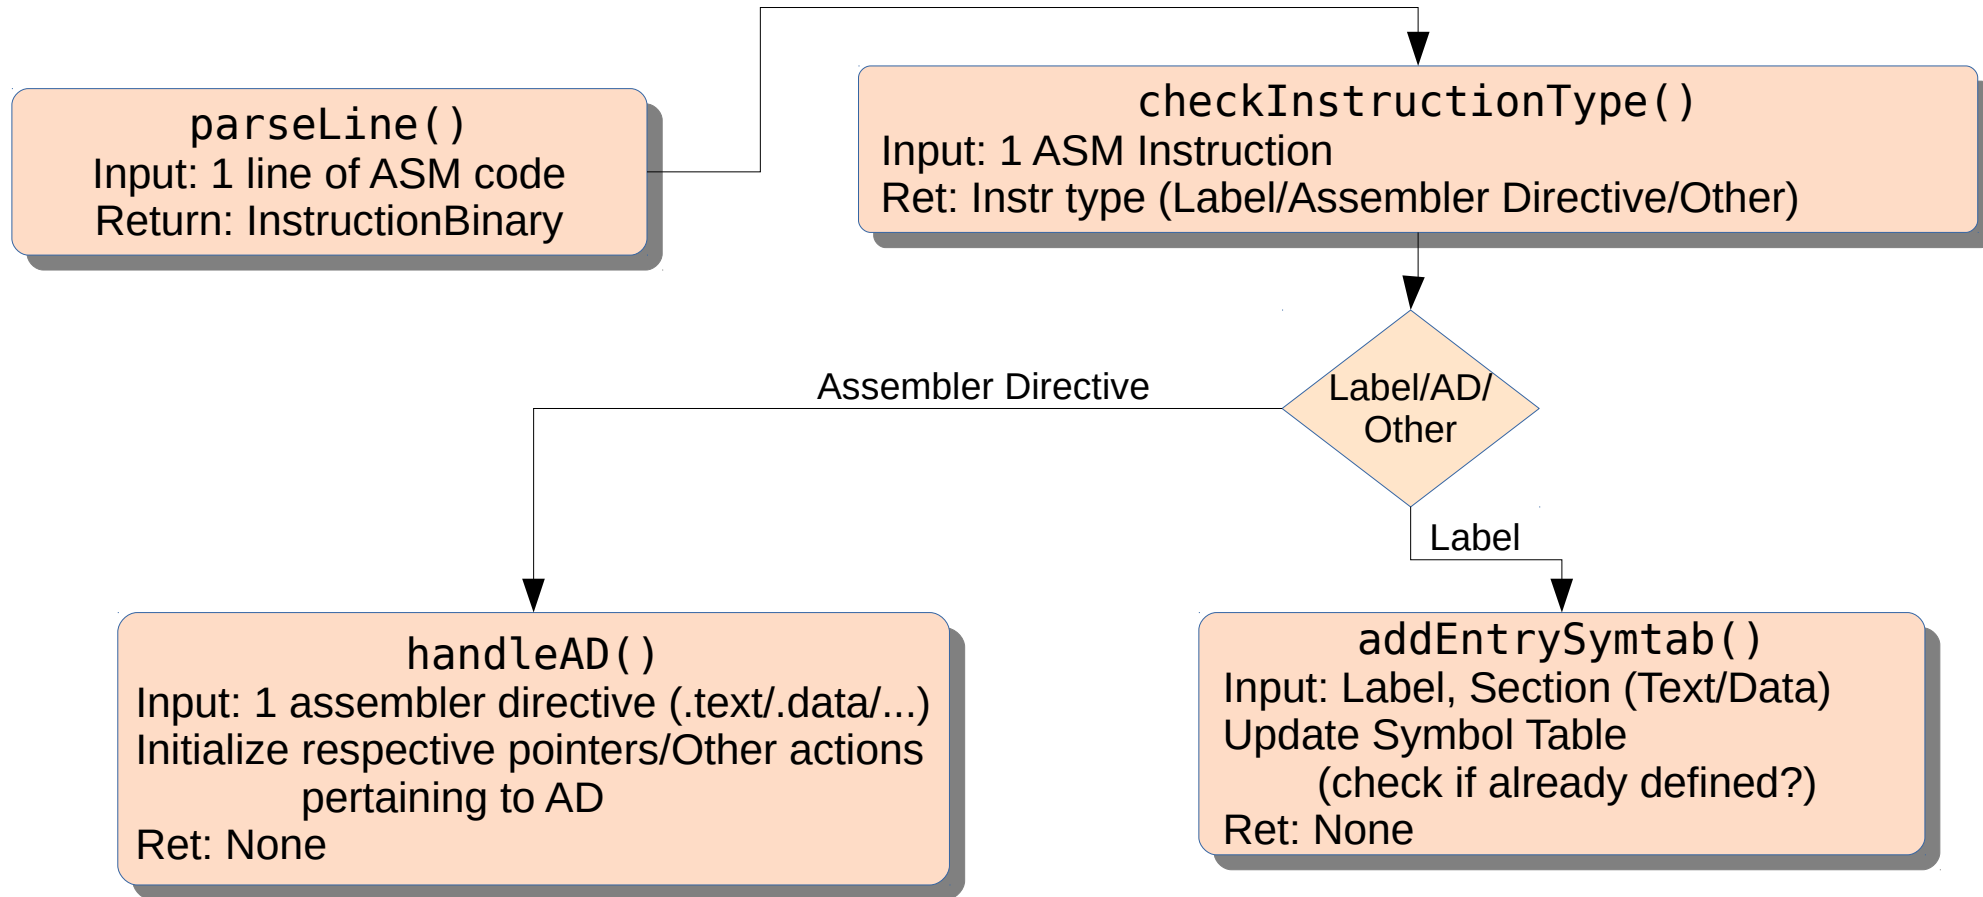 parseLine()
Input: 1 line of ASM code
Return: InstructionBinary
checkInstructionType()
Input: 1 ASM Instruction
Ret: Instr type (Label/Assembler Directive/Other)
Label/AD/
Other
Assembler Directive
Label
handleAD()
Input: 1 assembler directive (.text/.data/...)
Initialize respective pointers/Other actions
pertaining to AD
Ret: None
addEntrySymtab()
Input: Label, Section (Text/Data)
Update Symbol Table
(check if already defined?)
Ret: None